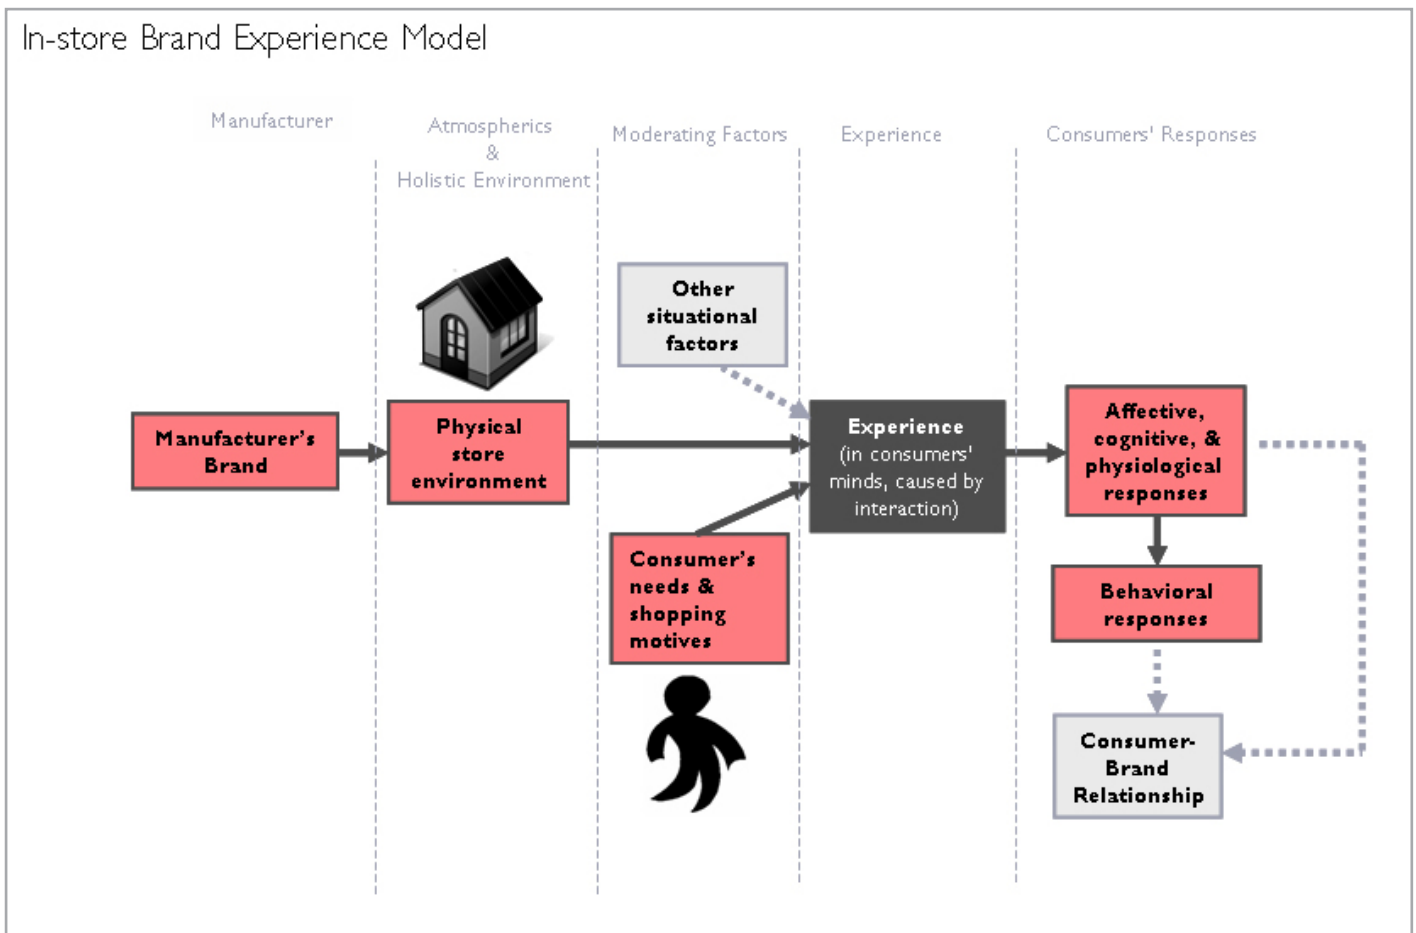 In-store Brand Experience Model
Manufacturer
Atmospherics
&
Holistic Environment
Moderating Factors
Experience
Consumers' Responses
Other
situational
factors
Manufacturer's
Brand
Physical
store
environment
Experience
(in consumers'
minds, caused by
interaction)
Affective,
cognitive, &
physiological
responses
Consumer's
needs &
shopping
motives
Behavioral
responses
Consumer-
Brand
Relationship